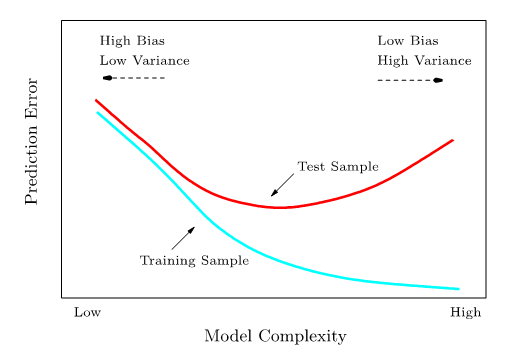 High Bias
Low Variance
Low Bias
High Variance
Prediction Error
Test Sample
Training Sample
Low
High
Model Complexity